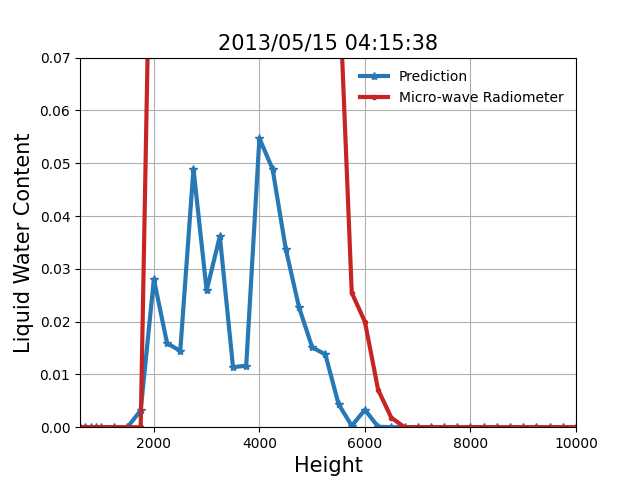 2013/05/15 04:15:38
Prediction
Micro-wave Radiometer
Liquid Water Content
0.07
0.06
0.05
0.04
0.03
0.02
0.01
0.00
2000 4000 6000 8000 10000
Height